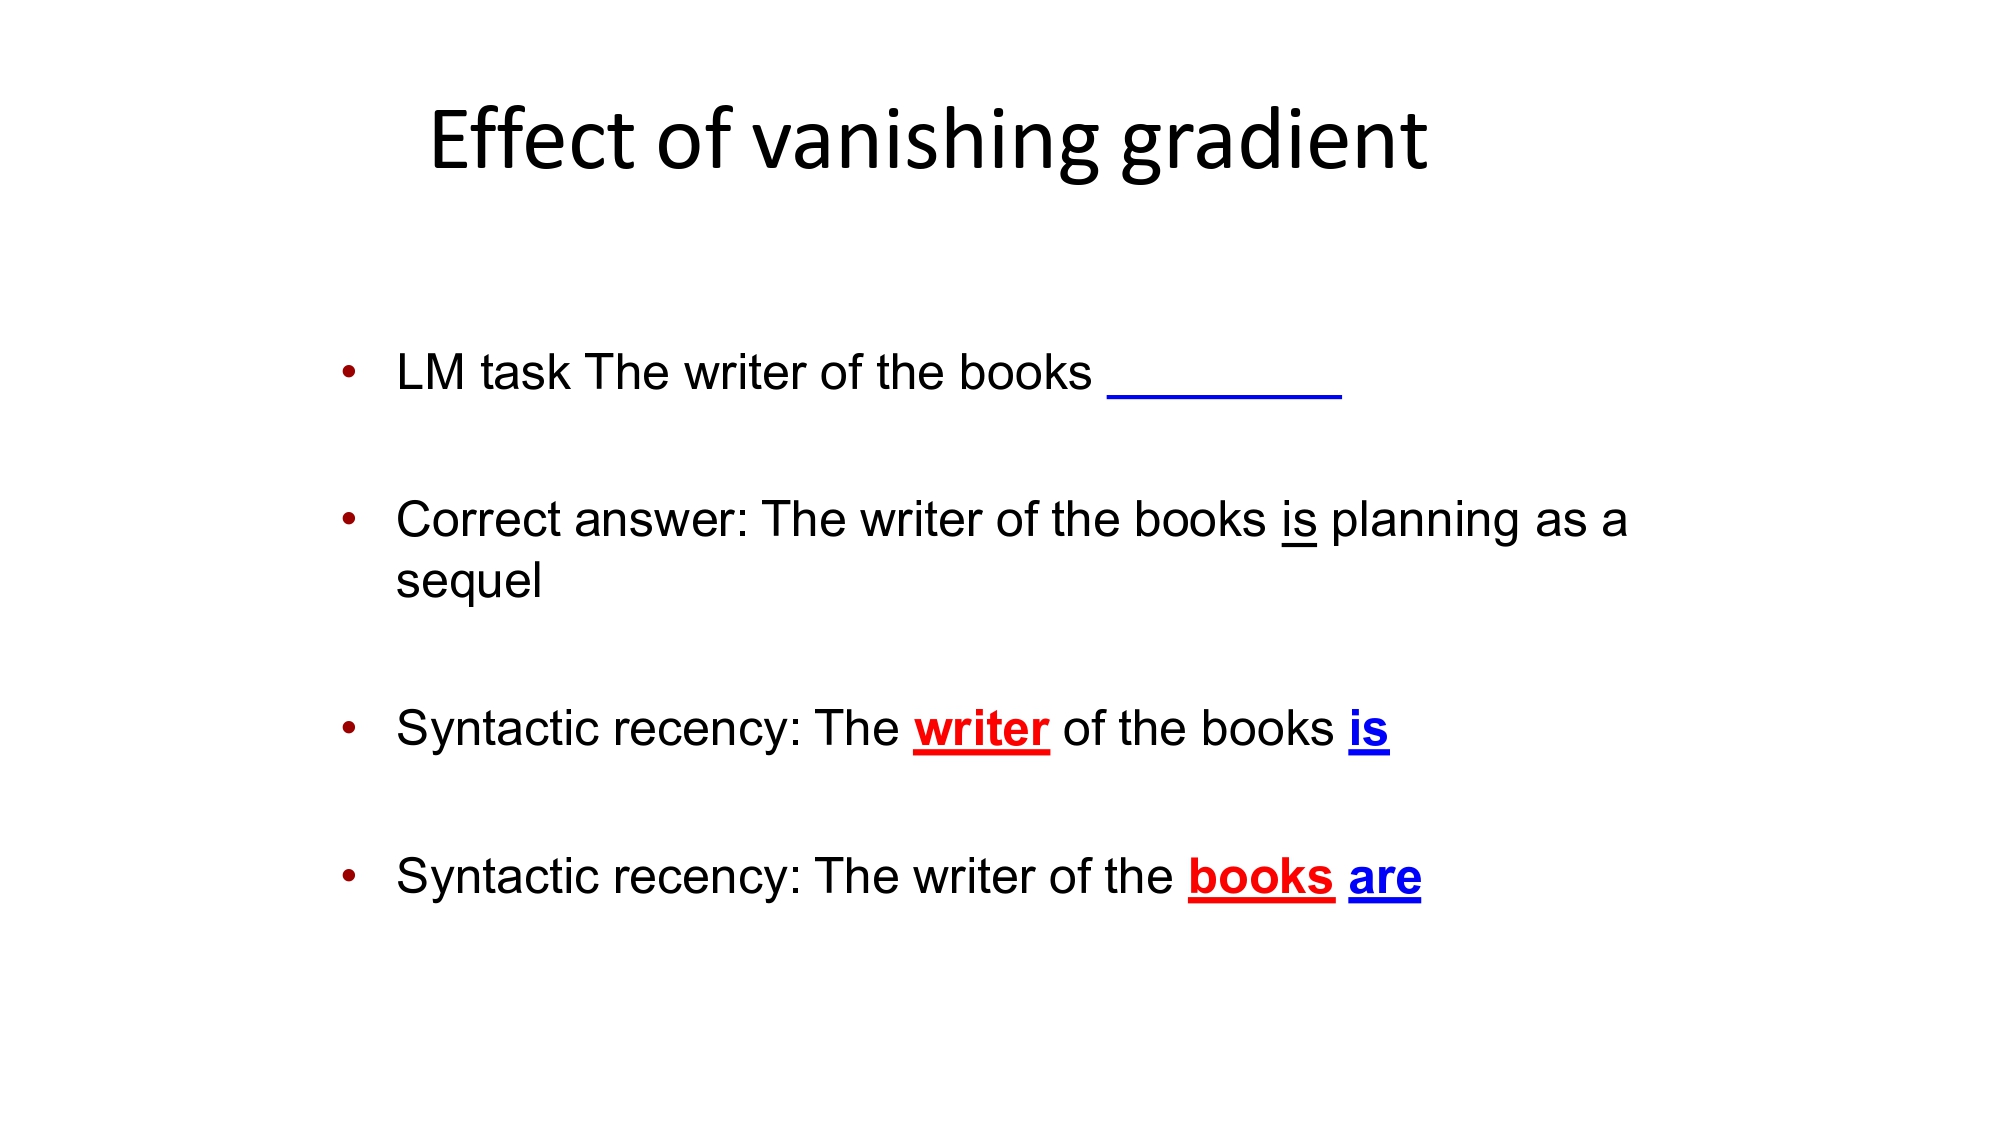 Effect of vanishing gradient
• LM task The writer of the books ________
• Correct answer: The writer of the books is planning as a
sequel
• Syntactic recency: The writer of the books is
• Syntactic recency: The writer of the books are